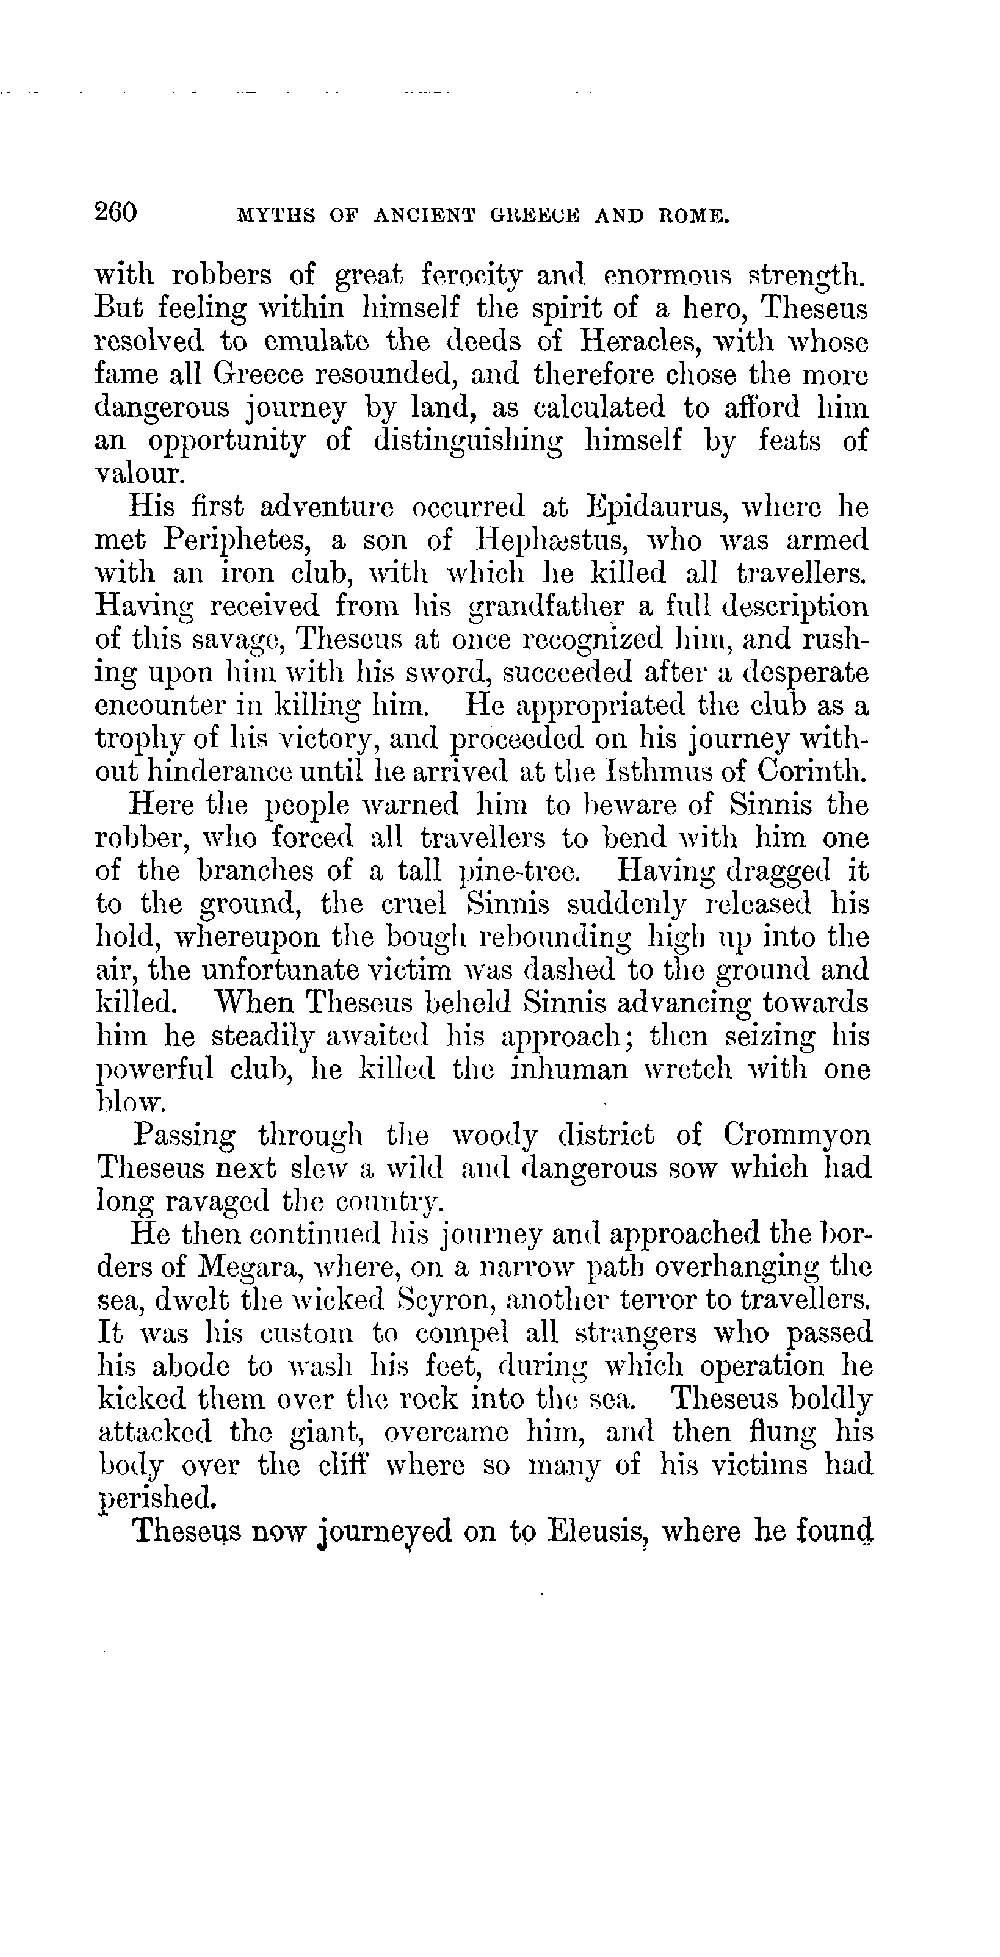 260 MYTHS OF ANCIENT GREECE AND ROME.
with robbers of great ferocity and enormous strength.
But feeling within himself the spirit of a hero, Theseus
resolved to emulate the deeds of Heracles, with whose
fame all Greece resounded, and therefore chose the more
dangerous journey by land, as calculated to afford him
an opportunity of distinguishing himself by feats of
valour.
His first adventure occurred at Epidaurus, where he
met Periphetes, a son of Hephæstus, who was armed
with an iron club, with which he killed all travellers.
Having received from his grandfather a full description
of this savage, Theseus at once recognized him, and rush-
ing upon him with his sword, succeeded after a desperate
encounter in killing him. He appropriated the club as a
trophy of his victory, and proceeded on his journey with-
out hinderance until he arrived at the Isthmus of Corinth.
Here the people warned him to beware of Sinnis the
robber, who forced all travellers to bend with him one
of the branches of a tall pine-tree. Having dragged it
to the ground, the cruel Sinnis suddenly released his
hold, whereupon the bough rebounding high up into the
air, the unfortunate victim was dashed to the ground and
killed. When Theseus beheld Sinnis advancing towards
him he steadily awaited his approach; then seizing his
powerful club, he killed the inhuman wretch with one
blow.
Passing through the woody district of Crommyon
Theseus next slew a wild and dangerous sow which had
long ravaged the country.
He then continued his journey and approached the bor-
ders of Megara, where, on a narrow path overhanging the
sea, dwelt the wicked Scyron, another terror to travellers.
It was his custom to compel all strangers who passed
his abode to wash his feet, during which operation he
kicked them over the rock into the sea. Theseus boldly
attacked the giant, overcame him, and then flung his
body over the cliff where so many of his victims had
perished.
Theseus now journeyed on to Eleusis, where he found